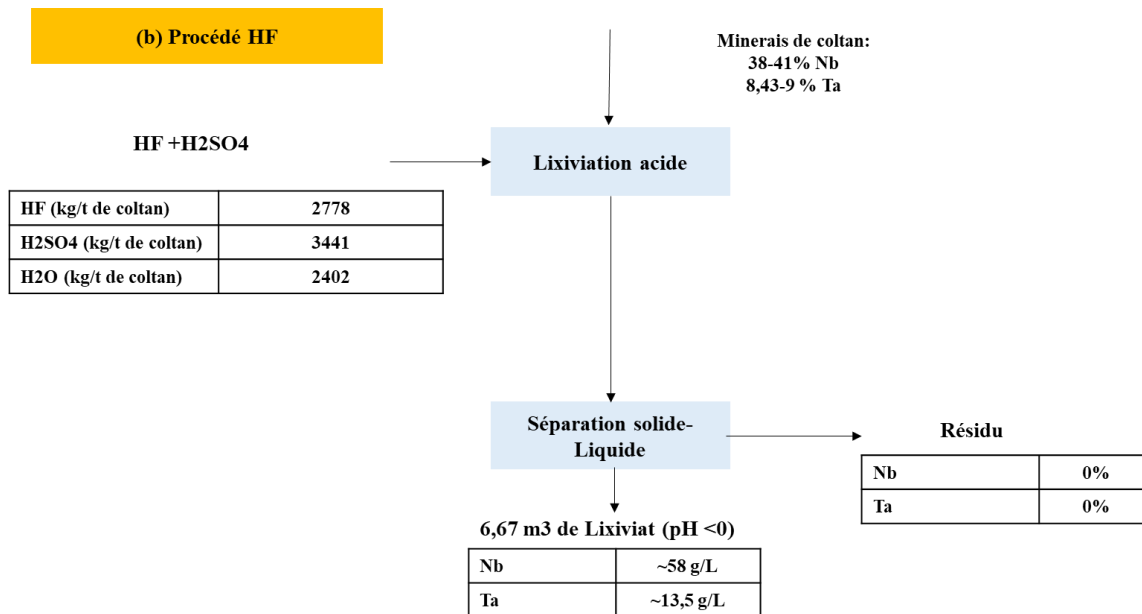 (b) Procédé HF
Minerais de coltan:
38-41% Nb
8,43-9 % Ta
HF +H2SO4
Lixiviation acide
HF (kg/t de coltan) 2778
H2SO4 (kg/t de coltan) 3441
H2O (kg/t de coltan) 2402
Séparation solide-
Liquide
Résidu
Nb 0%
Ta 0%
6,67 m3 de Lixiviat (pH <0)
Nb ~58 g/L
Ta ~13,5 g/L